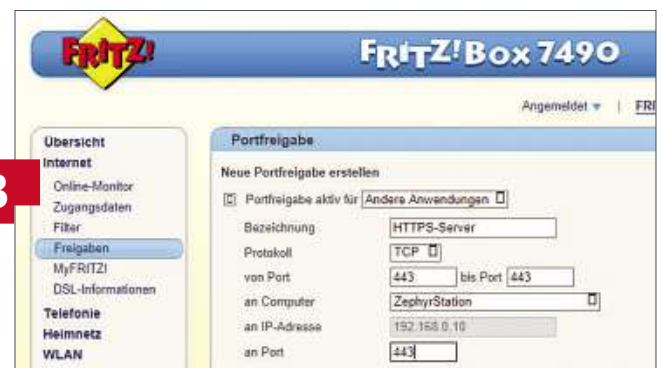 FRITZ!
FRITZ!Box 7490
Angemeldet | FRI
Übersicht
Internet
Online-Monitor
Zugangsdaten
Filter
Freigaben
MyFRITZ!
DSL-Informationen
Telefonie
Heimnetz
WLAN
Portfreigabe
Neue Portfreigabe erstellen
Portfreigabe aktiv für Andere Anwendungen
Bezeichnung HTTPS-Server
Protokoll TCP
von Port 443 bis Port 443
an Computer ZephyrStation
an IP-Adresse 192.168.0.10
an Port 443